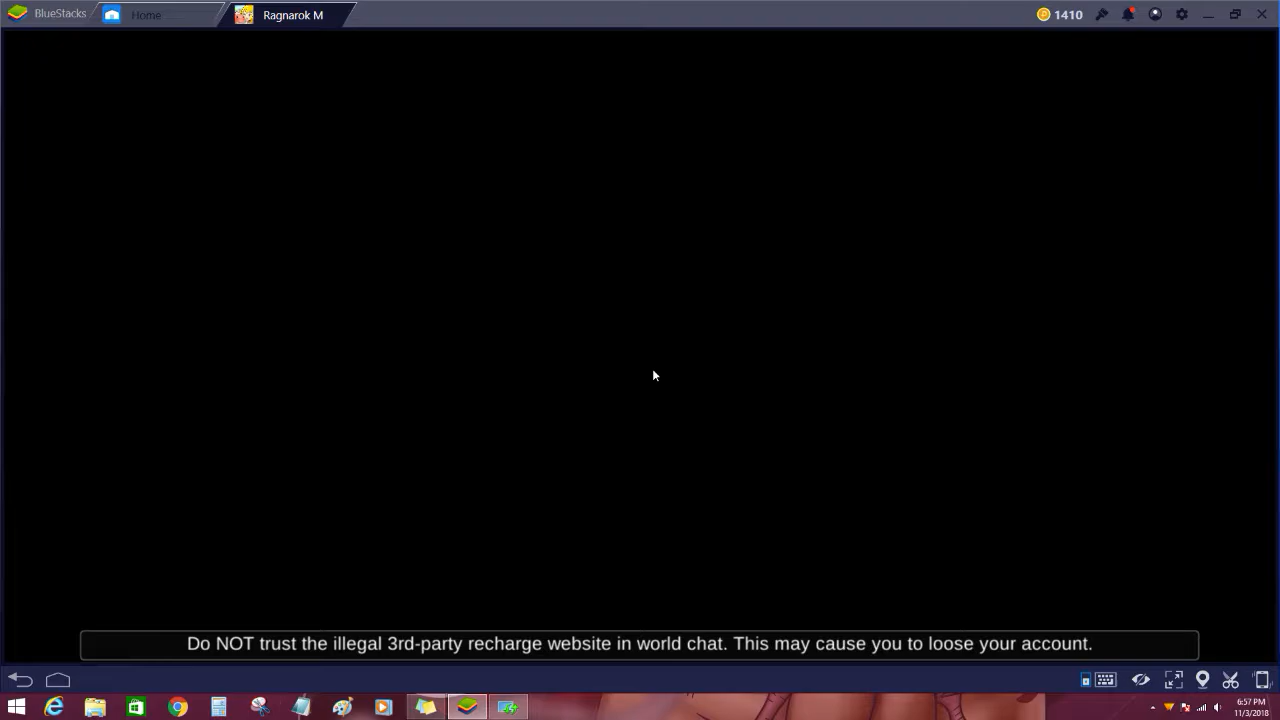 BlueStacks Home Ragnarok M 1410
Do NOT trust the illegal 3rd-party recharge website in world chat. This may cause you to loose your account.
6:57 PM
11/3/2018